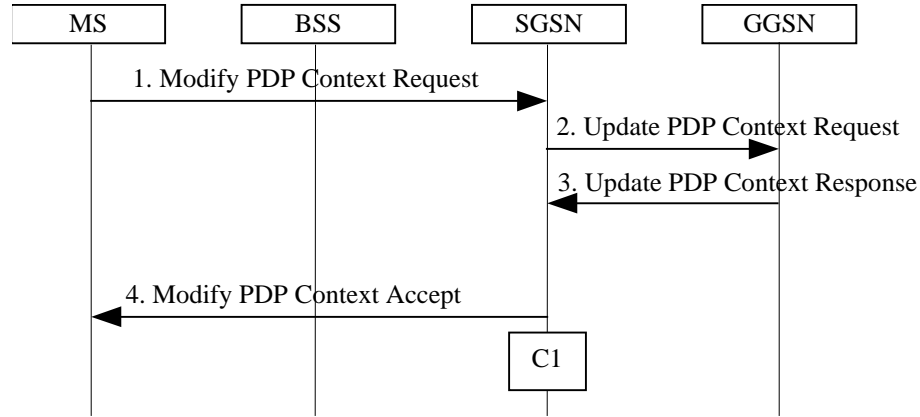 MS
BSS
SGSN
GGSN
1. Modify PDP Context Request
2. Update PDP Context Request
3. Update PDP Context Response
4. Modify PDP Context Accept
C1